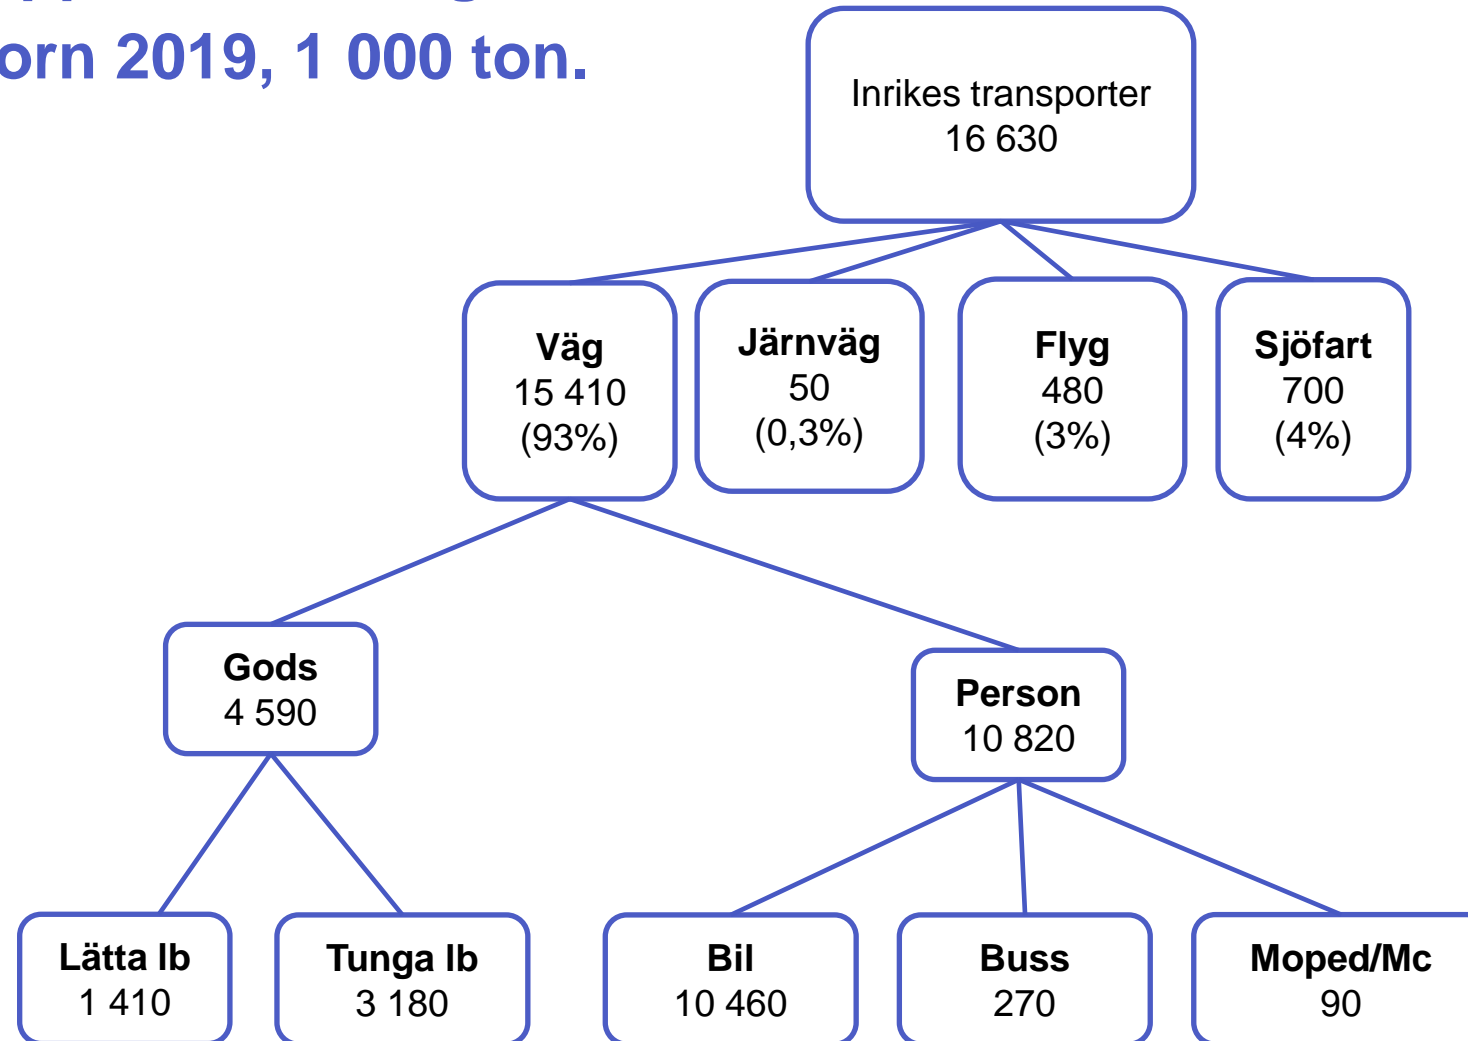 orn 2019, 1 000 ton.
Inrikes transporter
16 630
Väg
15 410
(93%)
Järnväg
50
(0,3%)
Flyg
480
(3%)
Sjöfart
700
(4%)
Gods
4 590
Person
10 820
Lätta lb
1 410
Tunga lb
3 180
Bil
10 460
Buss
270
Moped/Mc
90